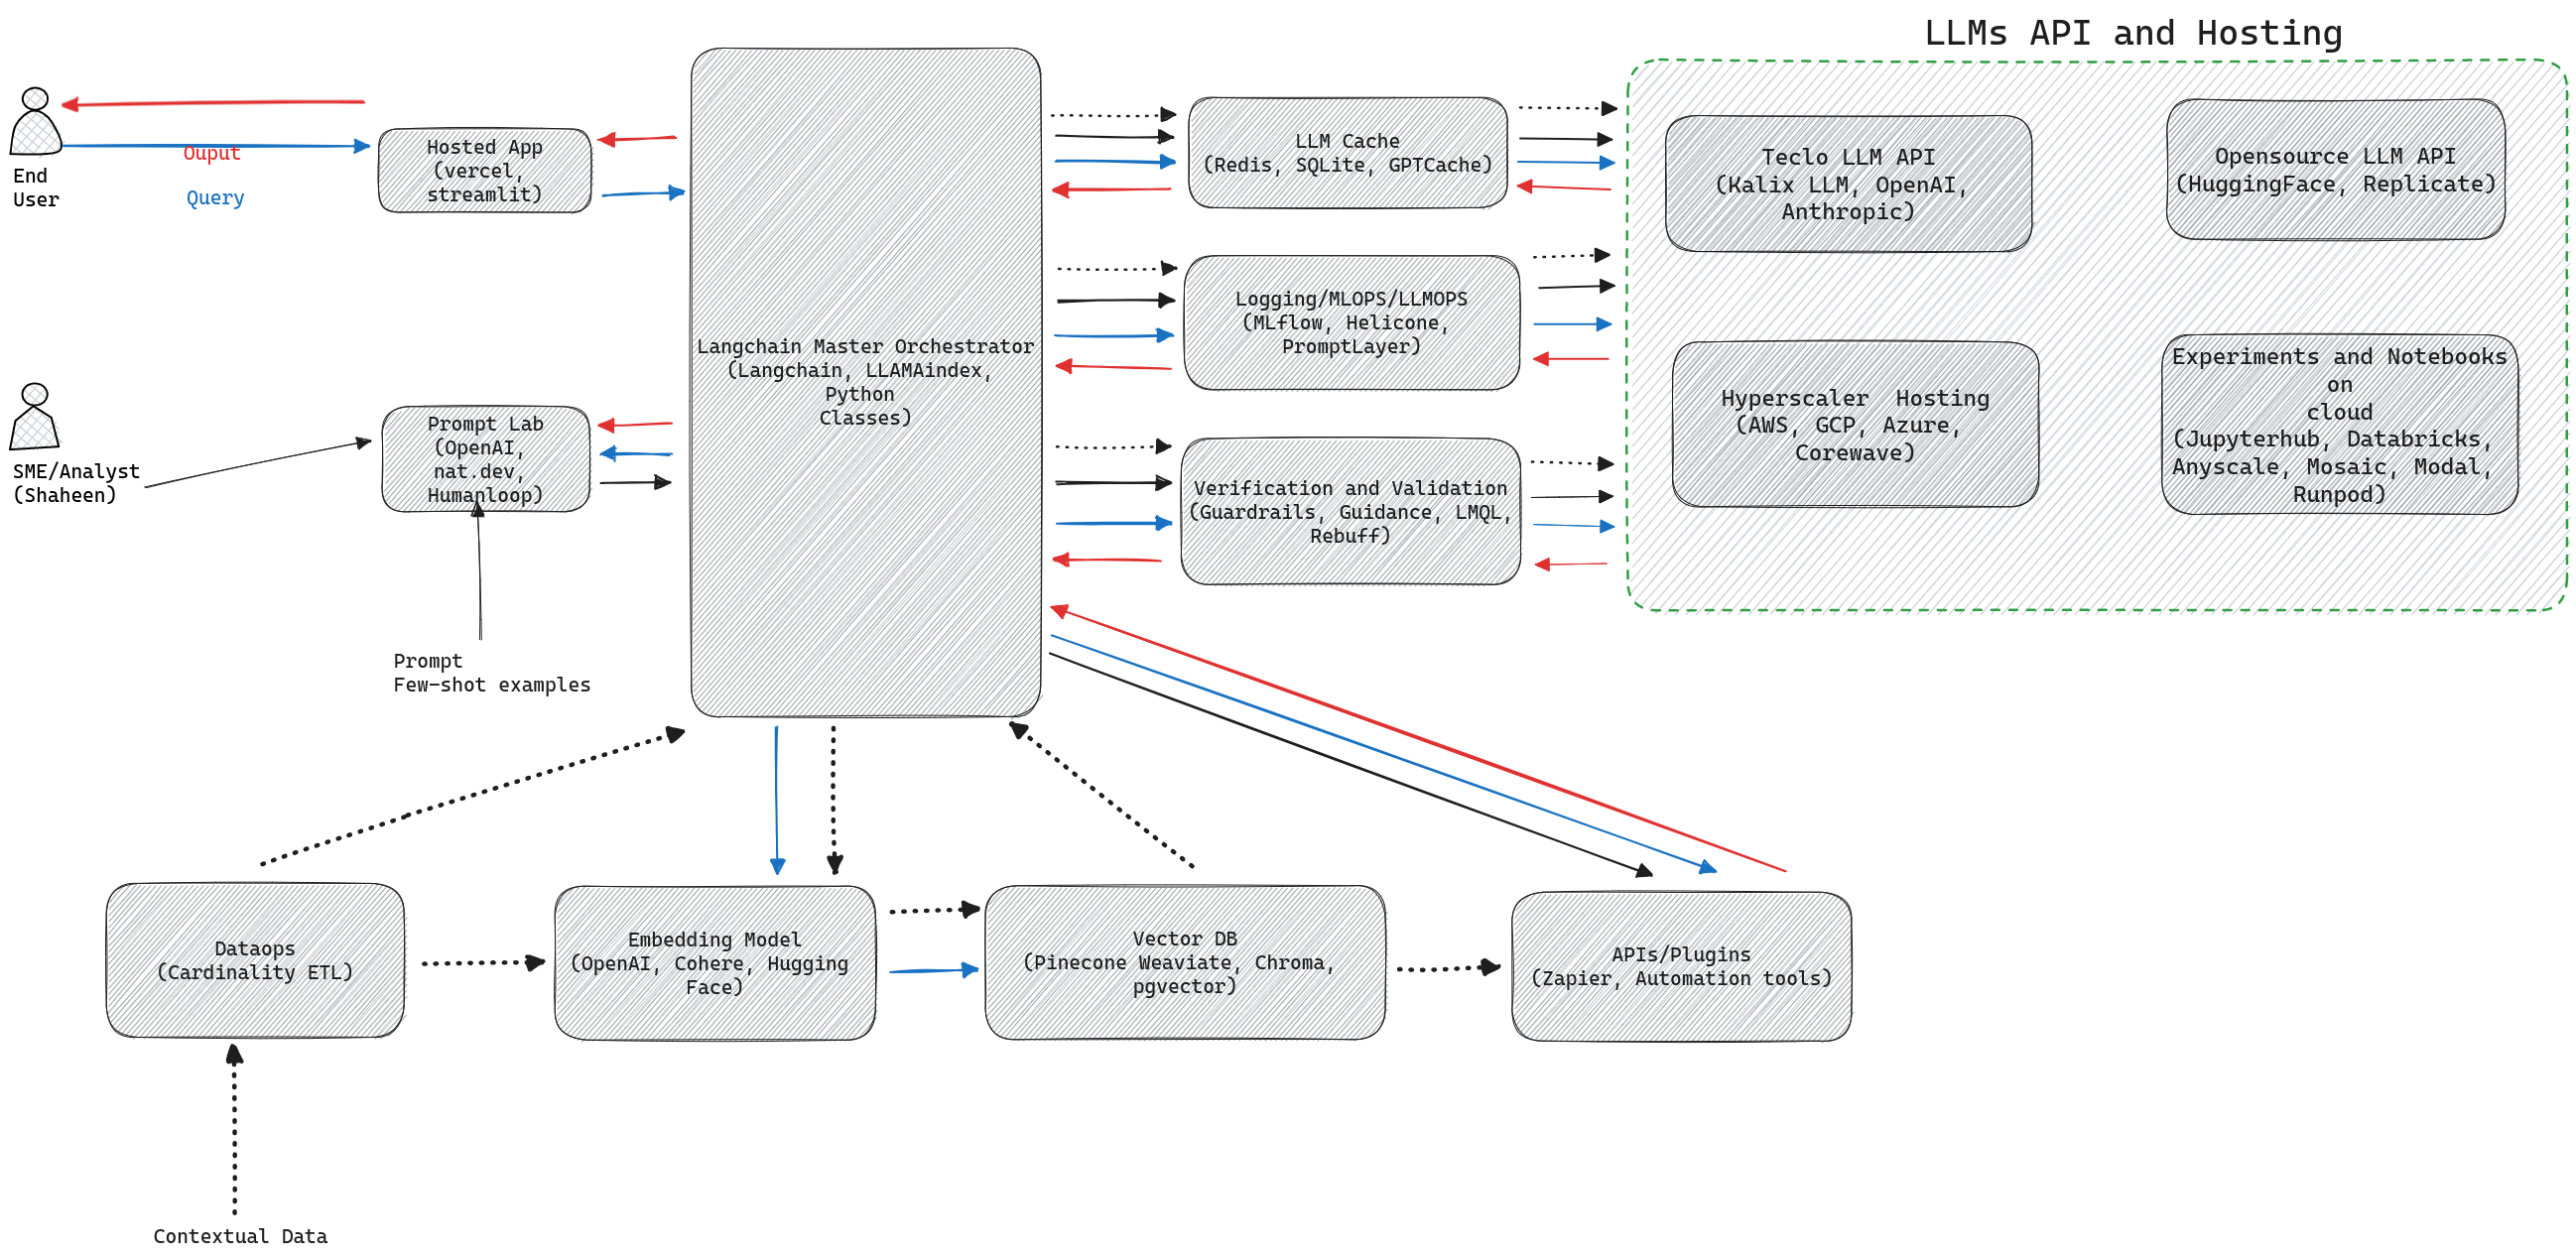 LLMs API and Hosting
End
User
Ouput
Query
Hosted App
(vercel,
streamlit)
SME/Analyst
(Shaheen)
Prompt Lab
(OpenAI,
nat.dev,
Humanloop)
Prompt
Few-shot examples
Langchain Master Orchestrator
(Langchain, LLAMAindex,
Python
Classes)
LLM Cache
(Redis, SQLite, GPTCache)
Logging/MLOPS/LLMOPS
(MLflow, Helicone,
PromptLayer)
Verification and Validation
(Guardrails, Guidance, LMQL,
Rebuff)
Teclo LLM API
(Kalix LLM, OpenAI,
Anthropic)
Opensource LLM API
(HuggingFace, Replicate)
Hyperscaler  Hosting
(AWS, GCP, Azure,
Corewave)
Experiments and Notebooks
on
cloud
(Jupyterhub, Databricks,
Anyscale, Mosaic, Modal,
Runpod)
Dataops
(Cardinality ETL)
Embedding Model
(OpenAI, Cohere, Hugging
Face)
Vector DB
(Pinecone Weaviate, Chroma,
pgvector)
APIs/Plugins
(Zapier, Automation tools)
Contextual Data